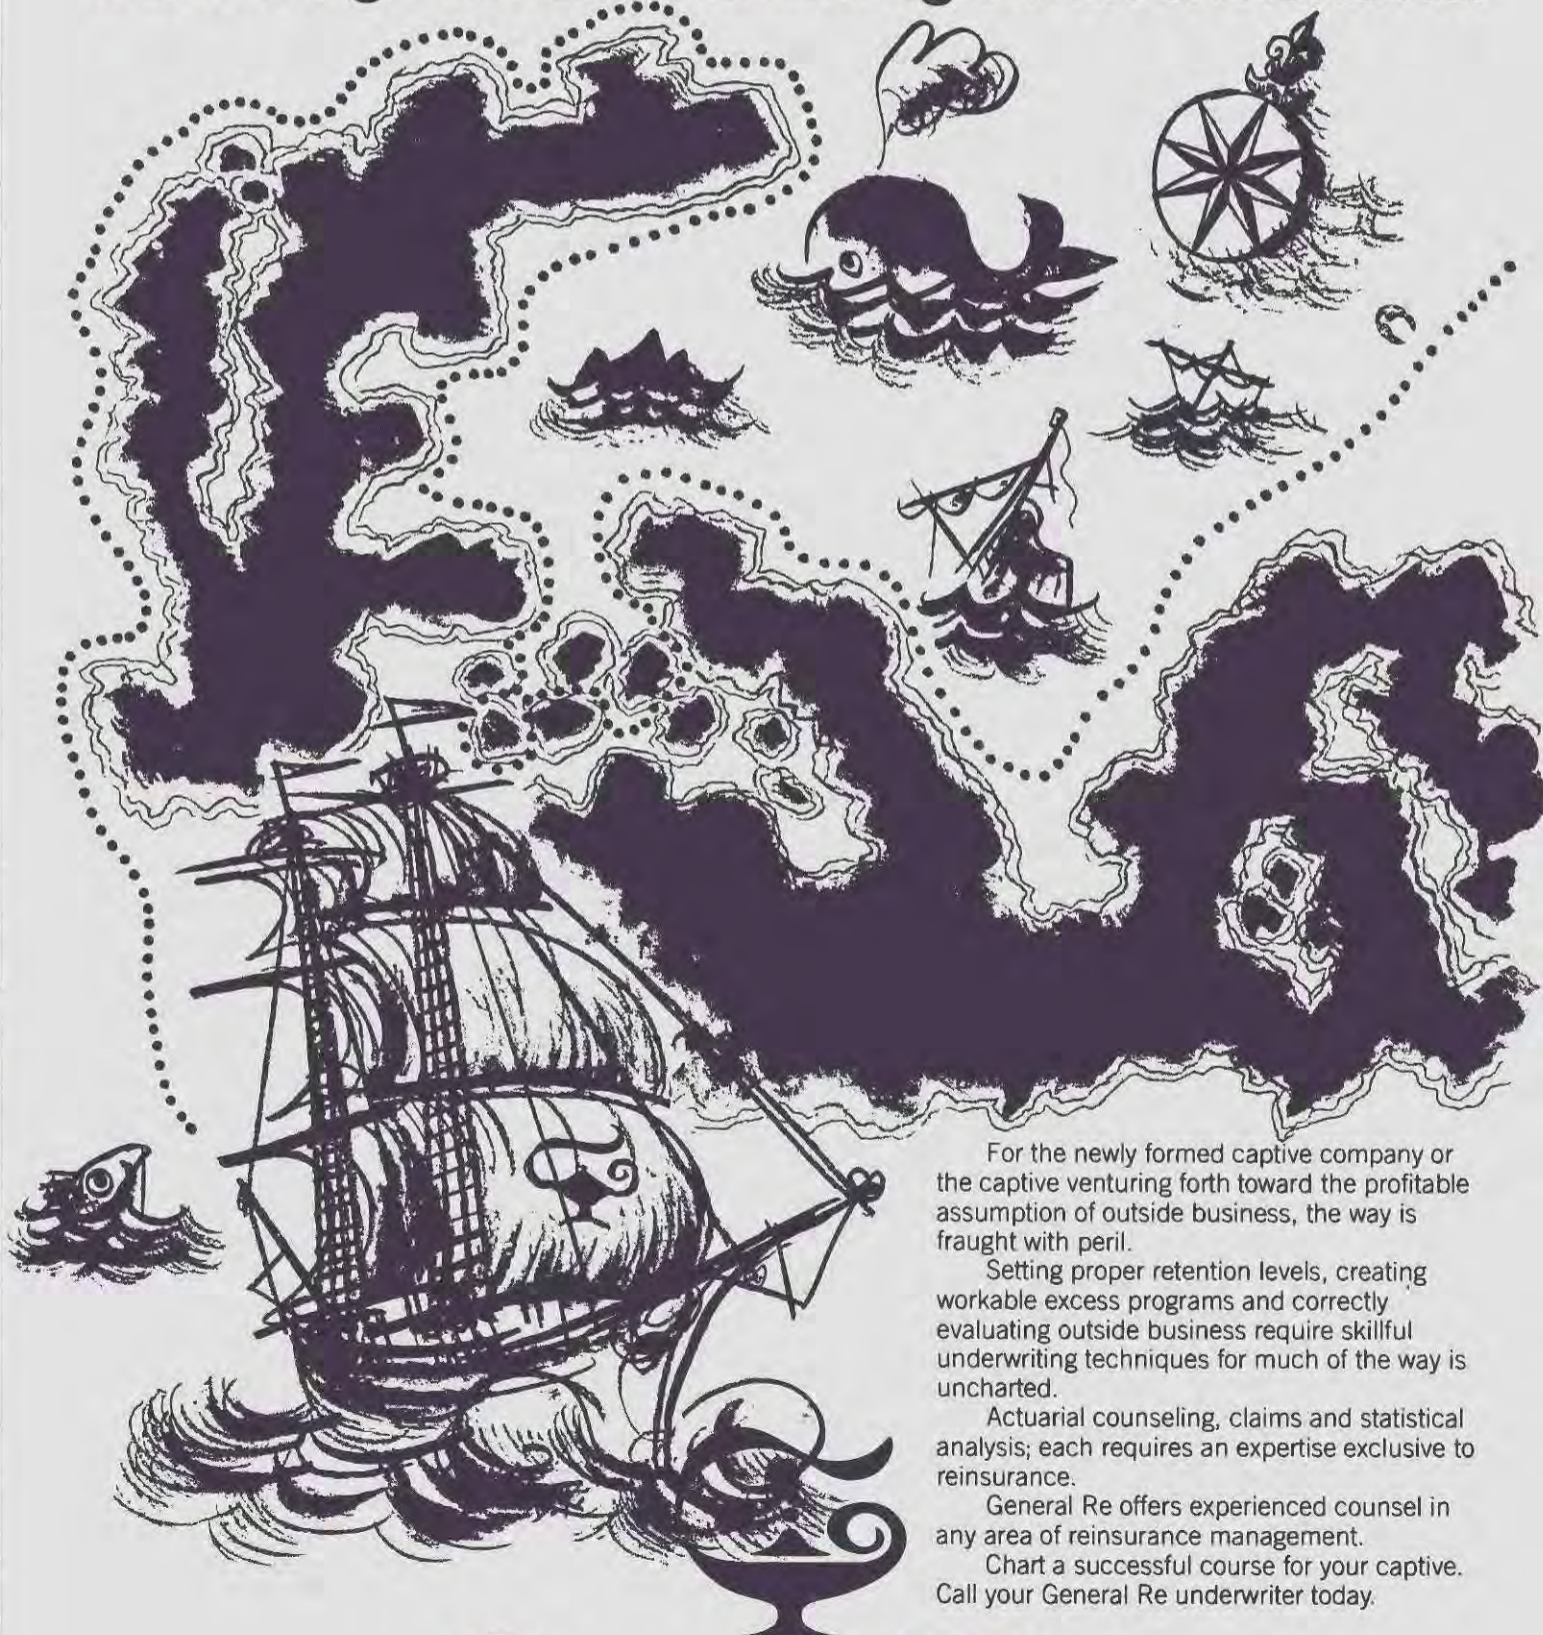 For the newly formed captive company or
the captive venturing forth toward the profitable
assumption of outside business, the way is
fraught with peril.
Setting proper retention levels, creating
workable excess programs and correctly
evaluating outside business require skillful
underwriting techniques for much of the way is
uncharted.
Actuarial counseling, claims and statistical
analysis; each requires an expertise exclusive to
reinsurance.
General Re offers experienced counsel in
any area of reinsurance management.
Chart a successful course for your captive.
Call your General Re underwriter today.